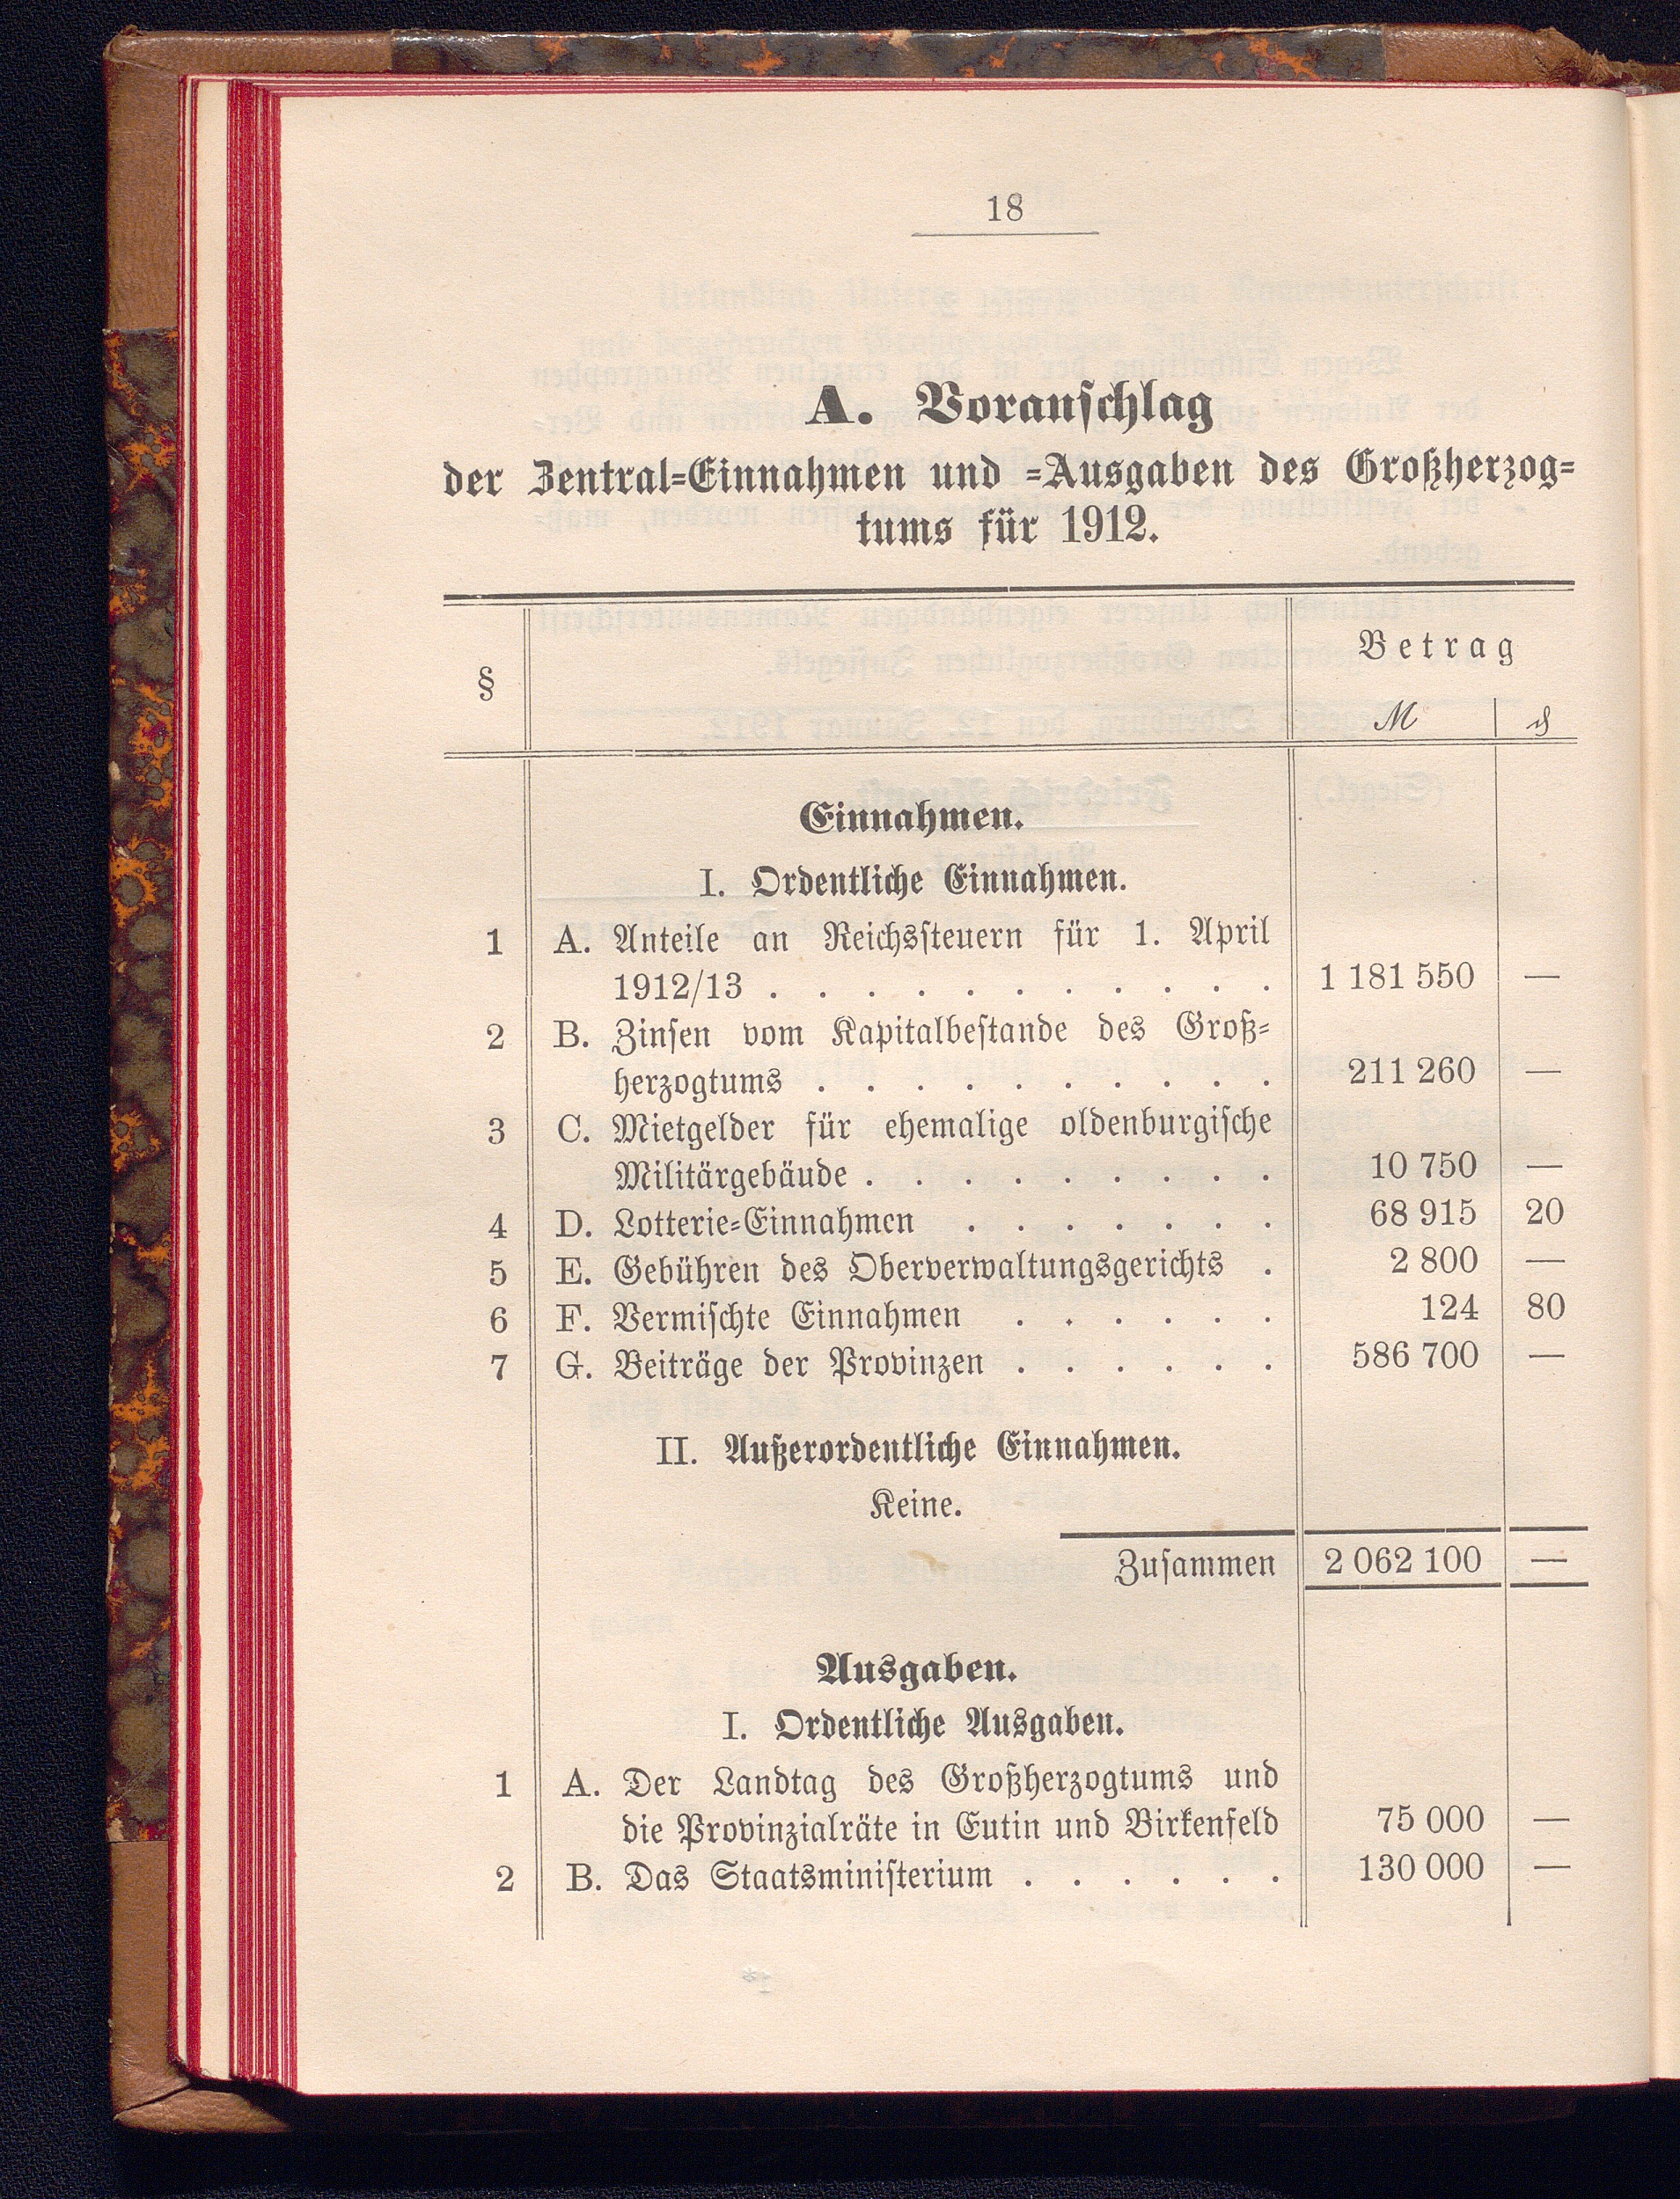 18
A. Voranschlag
der Zentral-Einnahmen und -Ausgaben des Großherzog-
tums für 1912.
§ Betrag
ℳ ₰
Einnahmen.
I. Ordentliche Einnahmen.
1 A. Anteile an Reichssteuern für 1. April
1912/13 . . . . . . . . . . . 1 181 550 —
2 B. Zinsen vom Kapitalbestande des Groß-
herzogtums . . . . . . . . . . 211 260 —
3 C. Mietgelder für ehemalige oldenburgische
Militärgebäude . . . . . . . . . 10 750 —
4 D. Lotterie-Einnahmen . . . . . . . 68 915 20
5 E. Gebühren des Oberverwaltungsgerichts . 2 800 —
6 F. Vermischte Einnahmen . . . . . . 124 80
7 G. Beiträge der Provinzen . . . . . . 586 700 —
II. Außerordentliche Einnahmen.
Keine.
Zusammen 2 062 100 —
Ausgaben.
I. Ordentliche Ausgaben.
1 A. Der Landtag des Großherzogtums und
die Provinzialräte in Eutin und Birkenfeld 75 000 —
2 B. Das Staatsministerium . . . . . . 130 000 —